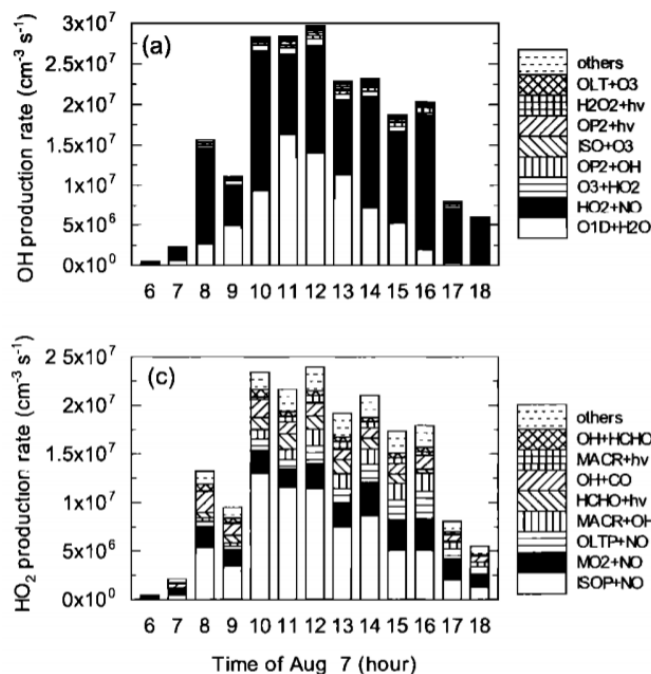 3x10⁷
(a)
2.5x10⁷
2x10⁷
1.5x10⁷
1x10⁷
5x10⁶
0x10⁰
OH production rate (cm⁻³ s⁻¹)
6 7 8 9 10 11 12 13 14 15 16 17 18
others
OLT+O3
H2O2+hv
OP2+hv
ISO+O3
OP2+OH
O3+HO2
HO2+NO
O1D+H2O
25x10⁷
(c)
2x10⁷
1.5x10⁷
1x10⁷
5x10⁶
0x10⁰
HO₂ production rate (cm⁻³ s⁻¹)
6 7 8 9 10 11 12 13 14 15 16 17 18
Time of Aug 7 (hour)
others
OH+HCHO
MACR+hv
OH+CO
HCHO+hv
MACR+OH
OLTP+NO
MO2+NO
ISOP+NO